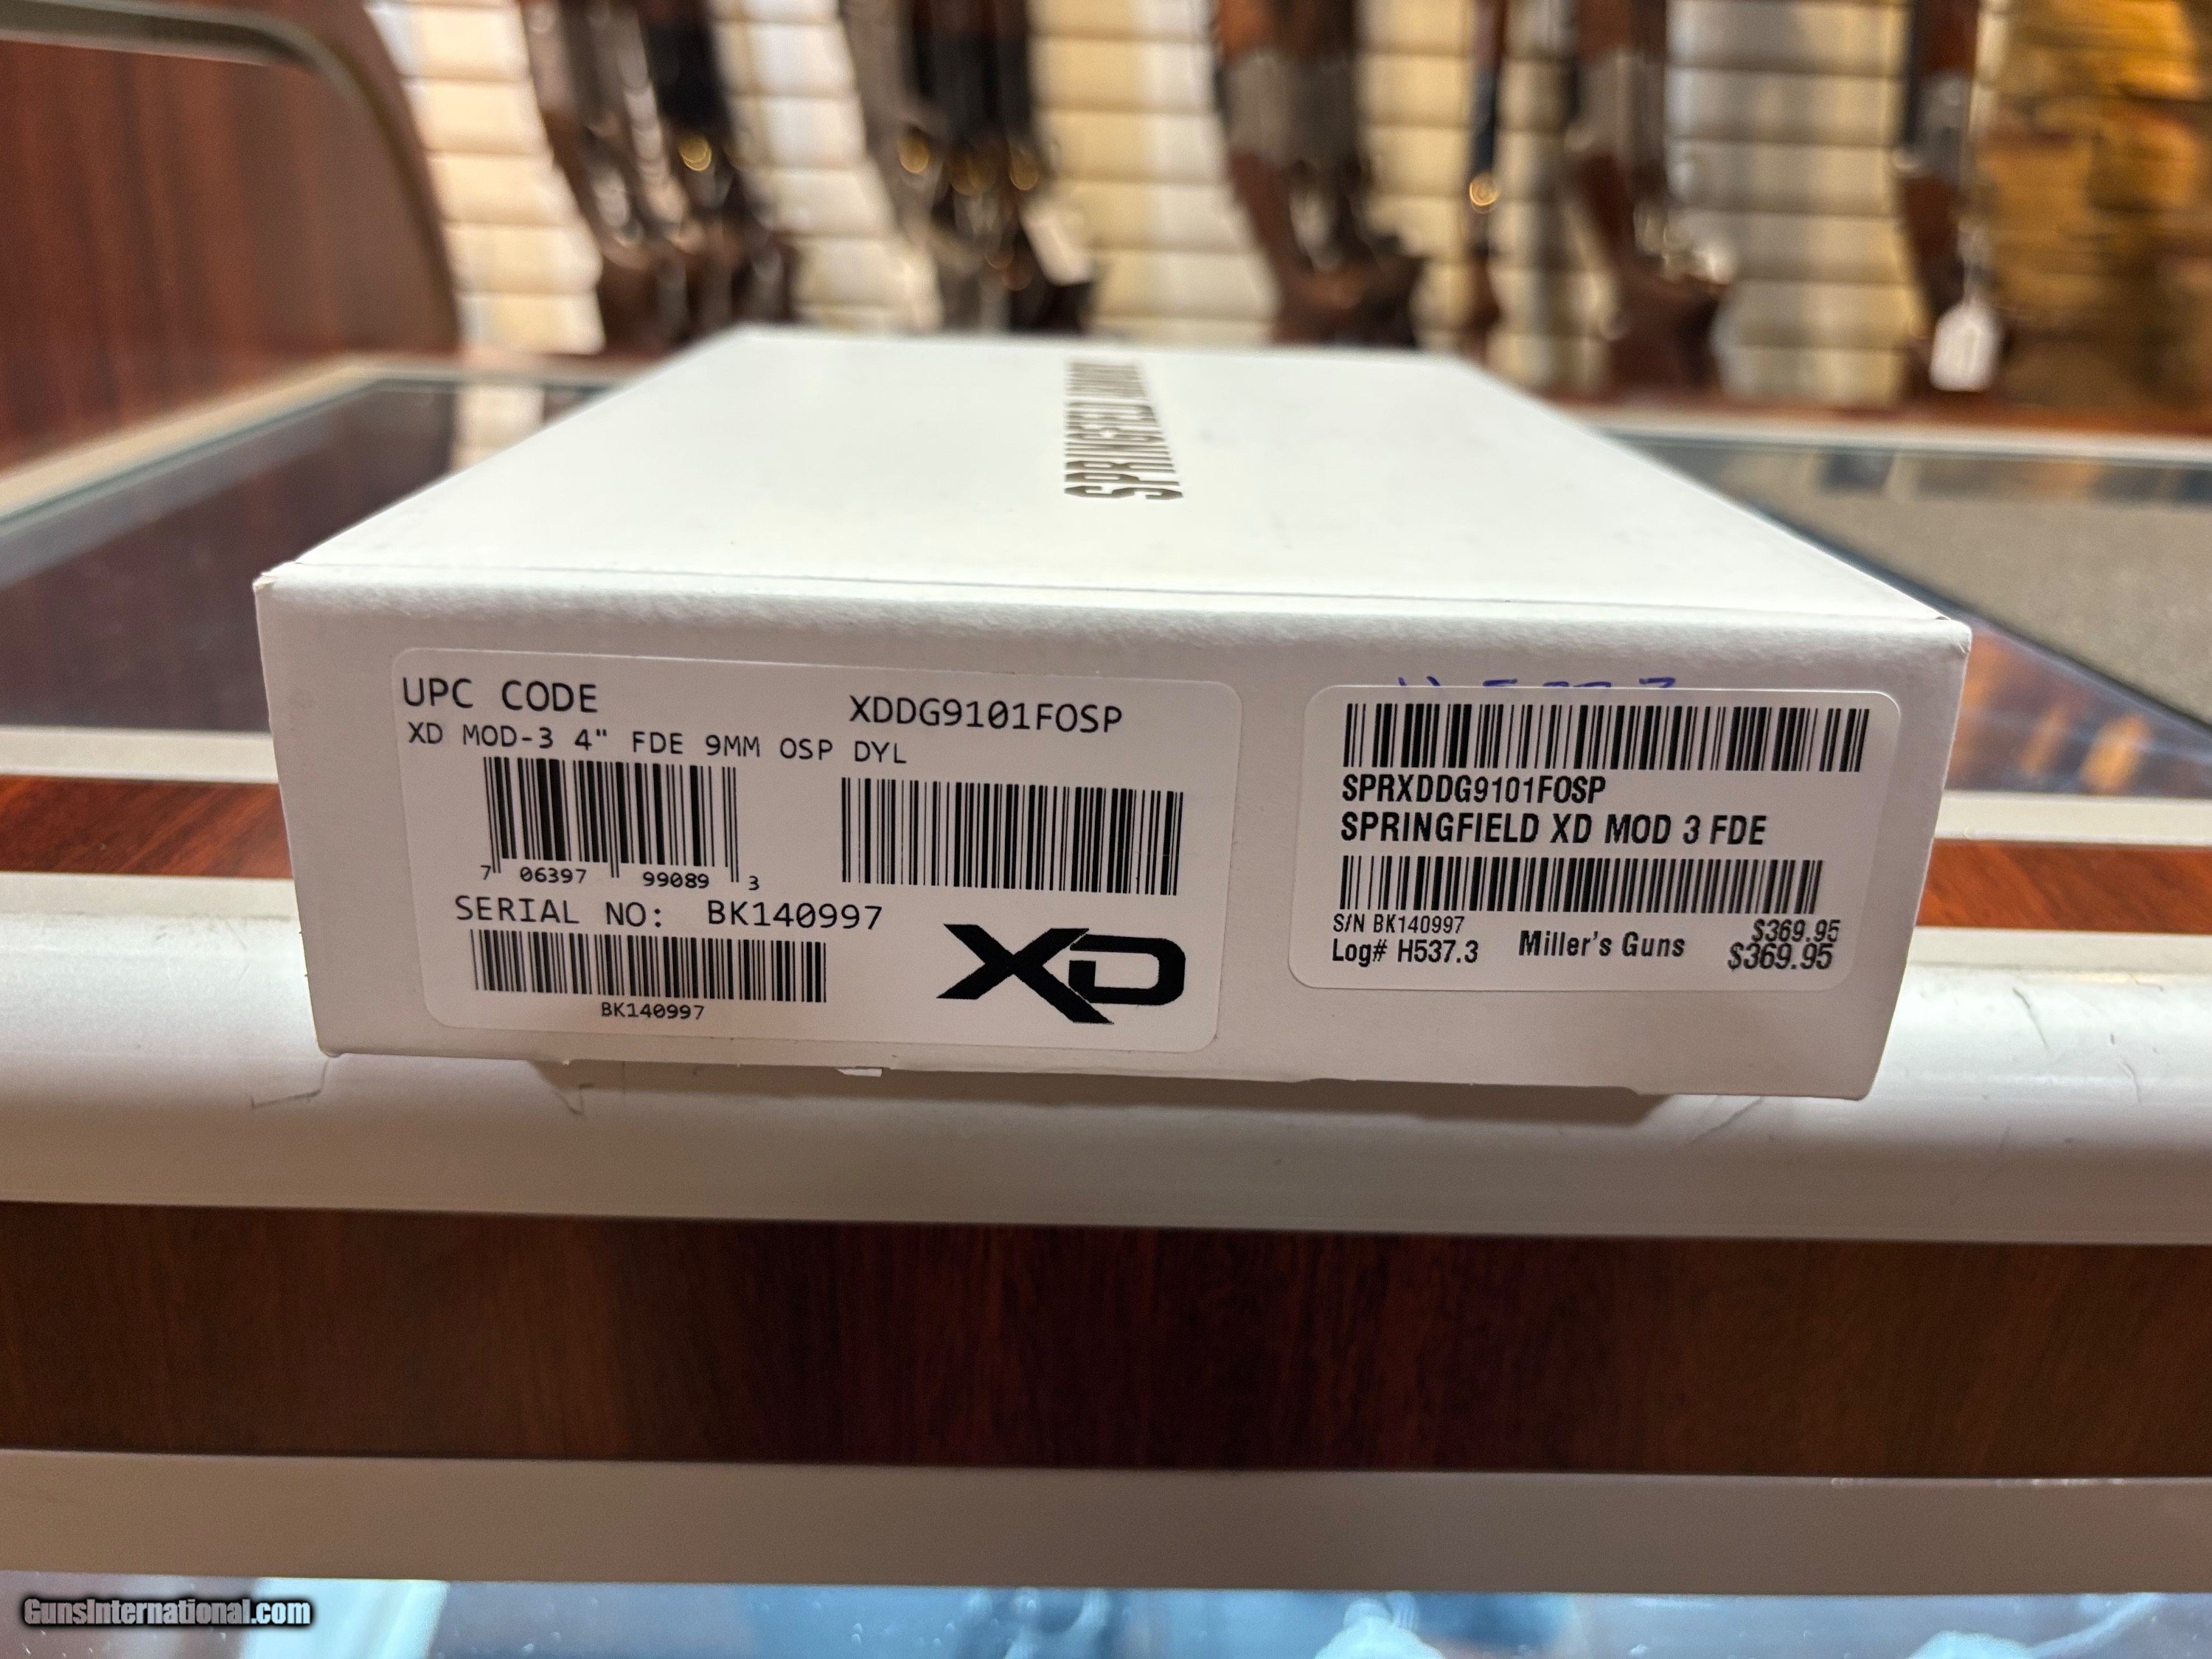 SPRINGFIELD ARMORY
UPC CODE
XDDG9101FOSP
XD MOD-3 4" FDE 9MM OSP DYL
7 06397 99089 3
SERIAL NO: BK140997
BK140997
XD
SPRXDDG9101FOSP
SPRINGFIELD XD MOD 3 FDE
S/N BK140997
$369.95
Log# H537.3
Miller's Guns
$369.95
GunsInternational.com